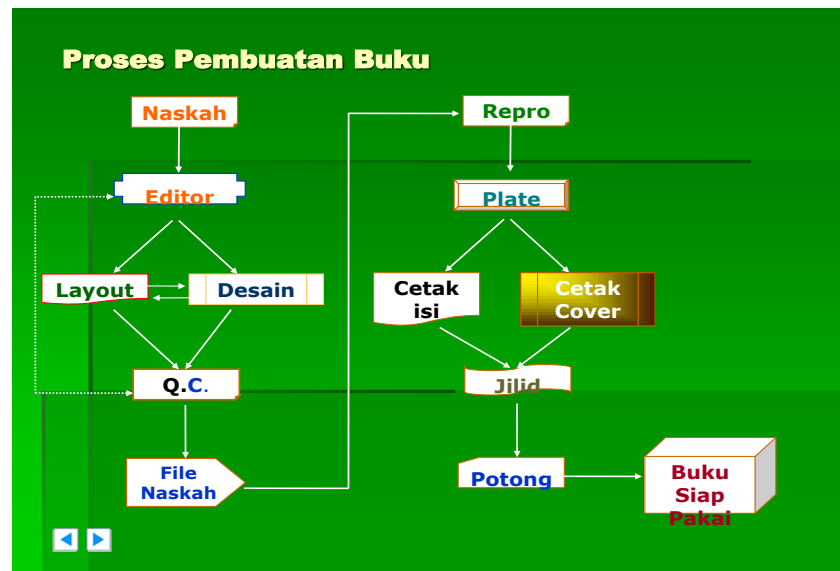 Proses Pembuatan Buku
Naskah
Editor
Layout
Desain
Q.C.
File
Naskah
Repro
Plate
Cetak
isi
Cetak
Cover
Jilid
Potong
Buku
Siap
Pakai